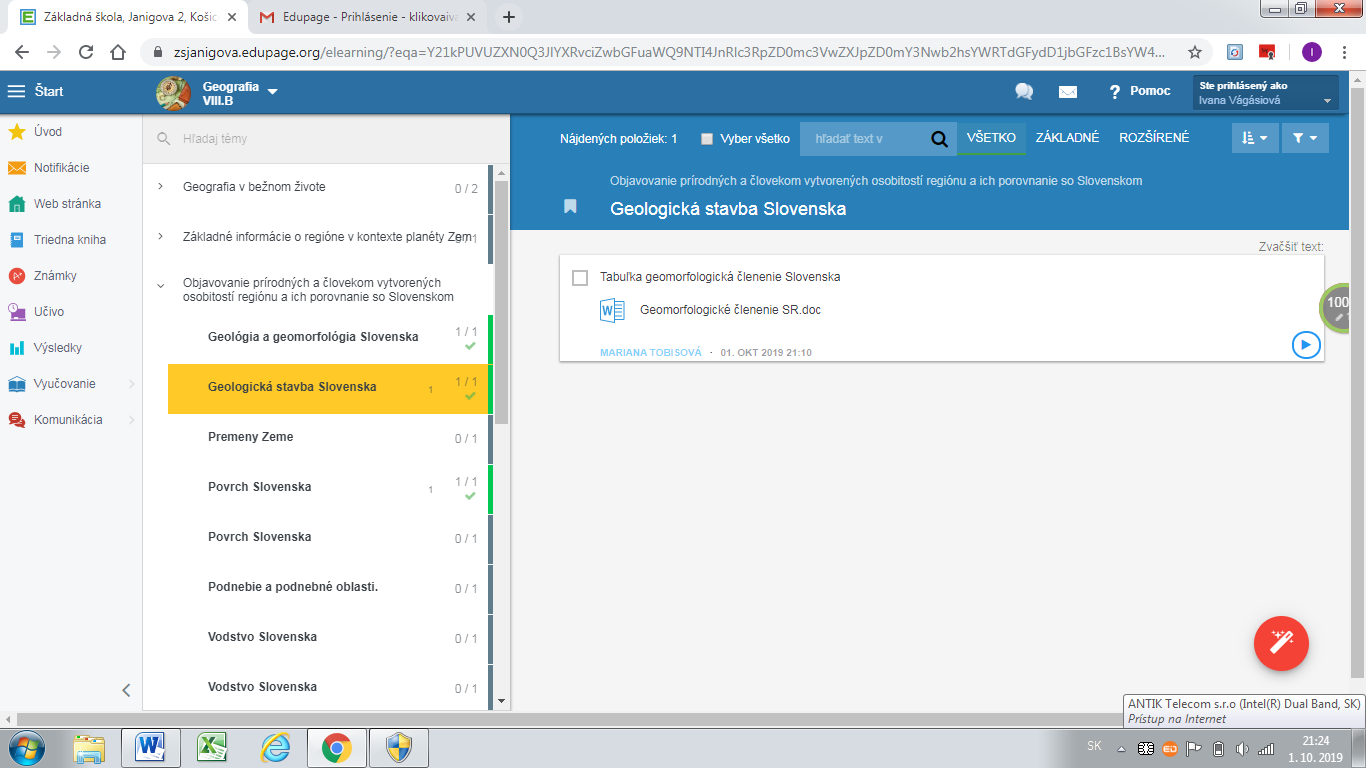 Základná škola, Janigova 2, Košic
Edupage - Prihlásenie - klikovaiva
zsjanigova.edupage.org/elearning/?eqa=
Štart
Geografia
VIII.B
Pomoc
Ste prihlásený ako
Ivana Vágásiová
Úvod
Notifikácie
Web stránka
Triedna kniha
Známky
Učivo
Výsledky
Vyučovanie
Komunikácia
Hľadaj témy
Geografia v bežnom živote
0 / 2
Základné informácie o regióne v kontexte planéty Zem
Objavovanie prírodných a človekom vytvorených
osobitostí regiónu a ich porovnanie so Slovenskom
Geológia a geomorfológia Slovenska
1 / 1
Geologická stavba Slovenska
1
1 / 1
Premeny Zeme
0 / 1
Povrch Slovenska
1
1 / 1
Povrch Slovenska
0 / 1
Podnebie a podnebné oblasti.
0 / 1
Vodstvo Slovenska
0 / 1
Vodstvo Slovenska
0 / 1
Nájdených položiek: 1
Vyber všetko
hľadať text v
VŠETKO
ZÁKLADNÉ
ROZŠÍRENÉ
Objavovanie prírodných a človekom vytvorených osobitostí regiónu a ich porovnanie so Slovenskom
Geologická stavba Slovenska
Zvačšiť text:
Tabuľka geomorfologická členenie Slovenska
Geomorfologické členenie SR.doc
MARIANA TOBISOVÁ · 01. OKT 2019 21:10
100
ANTIK Telecom s.r.o (Intel(R) Dual Band, SK)
Prístup na Internet
SK
21:24
1. 10. 2019